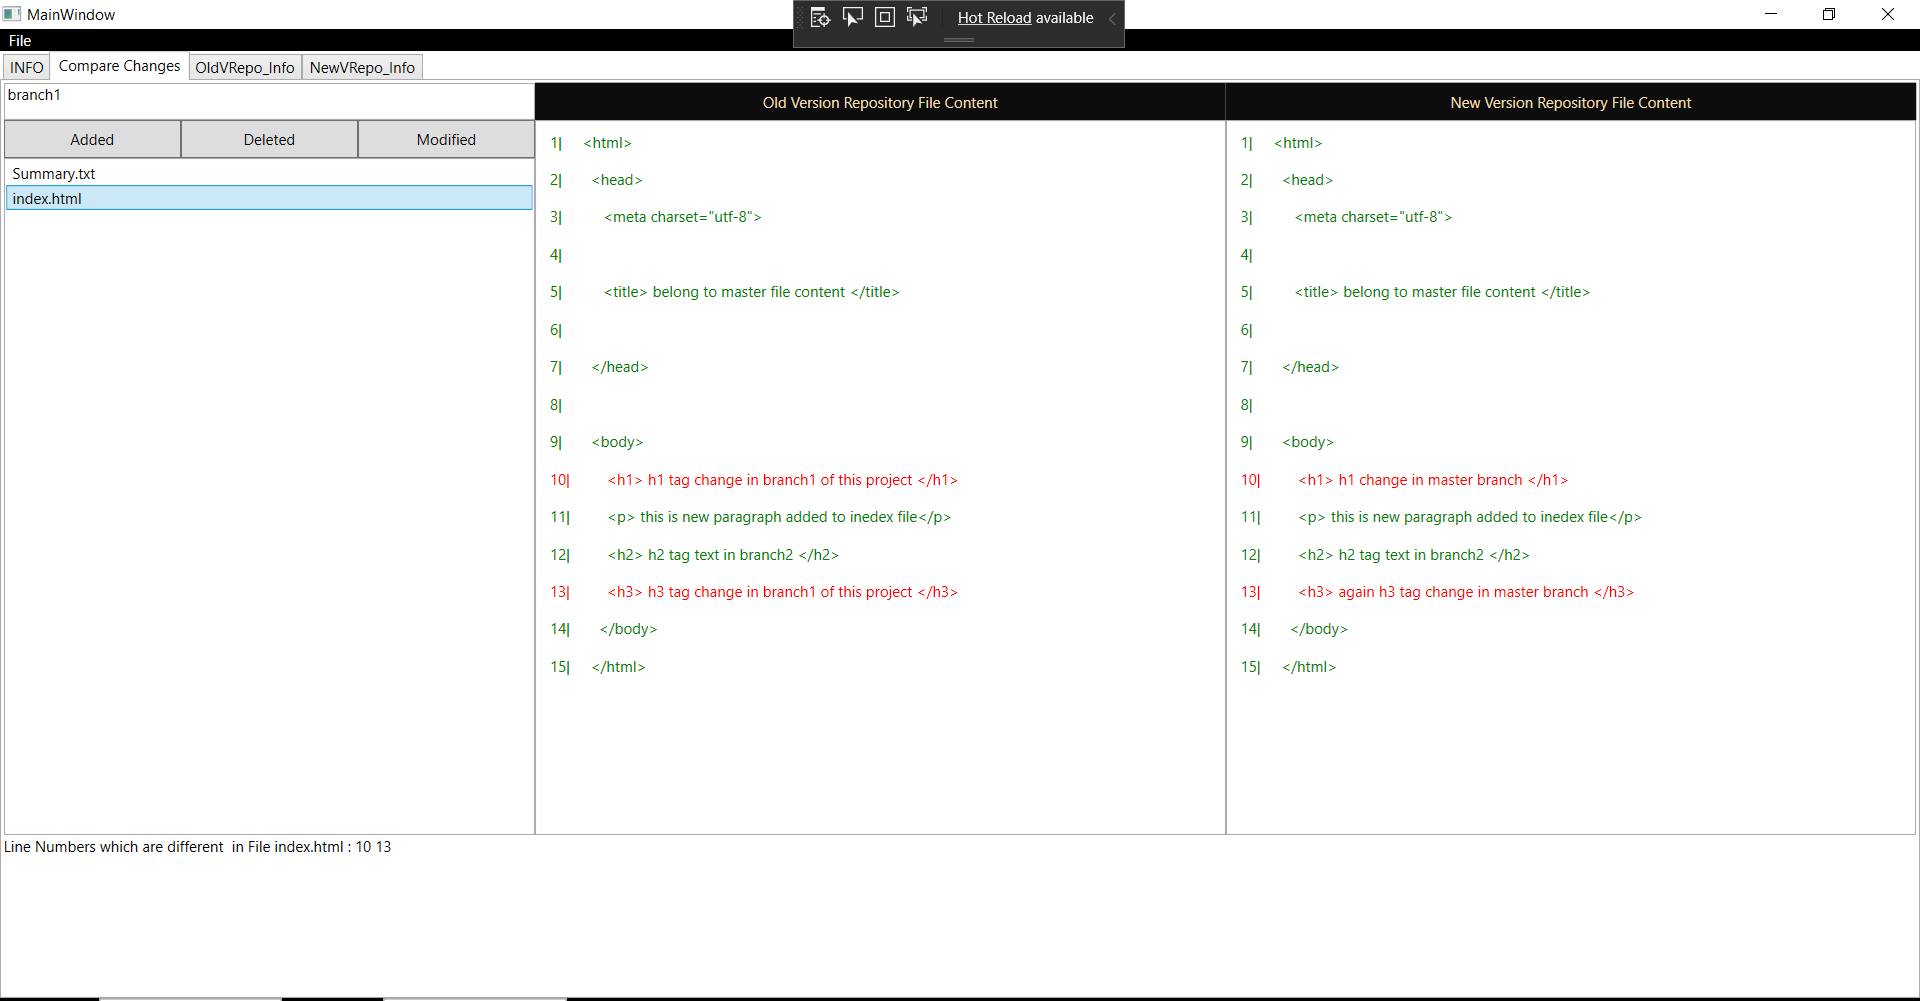 MainWindow
Hot Reload available
File
INFO Compare Changes OldVRepo_Info NewVRepo_Info
branch1
Added Deleted Modified
Summary.txt
index.html
Old Version Repository File Content
1| <html>
2| <head>
3| <meta charset="utf-8">
4|
5| <title> belong to master file content </title>
6|
7| </head>
8|
9| <body>
10| <h1> h1 tag change in branch1 of this project </h1>
11| <p> this is new paragraph added to inedex file</p>
12| <h2> h2 tag text in branch2 </h2>
13| <h3> h3 tag change in branch1 of this project </h3>
14| </body>
15| </html>
New Version Repository File Content
1| <html>
2| <head>
3| <meta charset="utf-8">
4|
5| <title> belong to master file content </title>
6|
7| </head>
8|
9| <body>
10| <h1> h1 change in master branch </h1>
11| <p> this is new paragraph added to inedex file</p>
12| <h2> h2 tag text in branch2 </h2>
13| <h3> again h3 tag change in master branch </h3>
14| </body>
15| </html>
Line Numbers which are different  in File index.html : 10 13